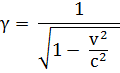 γ = 1 / √(1 − v²/c²)